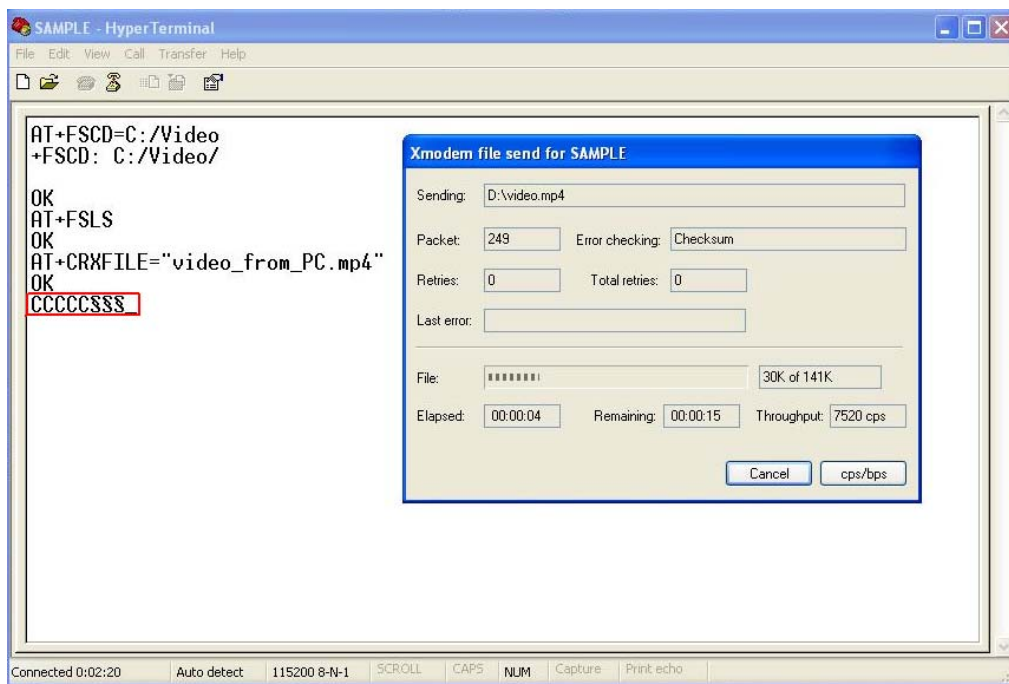 SAMPLE - HyperTerminal
File Edit View Call Transfer Help
AT+FSCD=C:/Video
+FSCD: C:/Video/
OK
AT+FSLS
OK
AT+CRXFILE="video_from_PC.mp4"
OK
CCCCC§§§_
Xmodem file send for SAMPLE
Sending: D:\video.mp4
Packet: 249 Error checking: Checksum
Retries: 0 Total retries: 0
Last error:
File: 30K of 141K
Elapsed: 00:00:04 Remaining: 00:00:15 Throughput: 7520 cps
Cancel cps/bps
Connected 0:02:20 Auto detect 115200 8-N-1 SCROLL CAPS NUM Capture Print echo